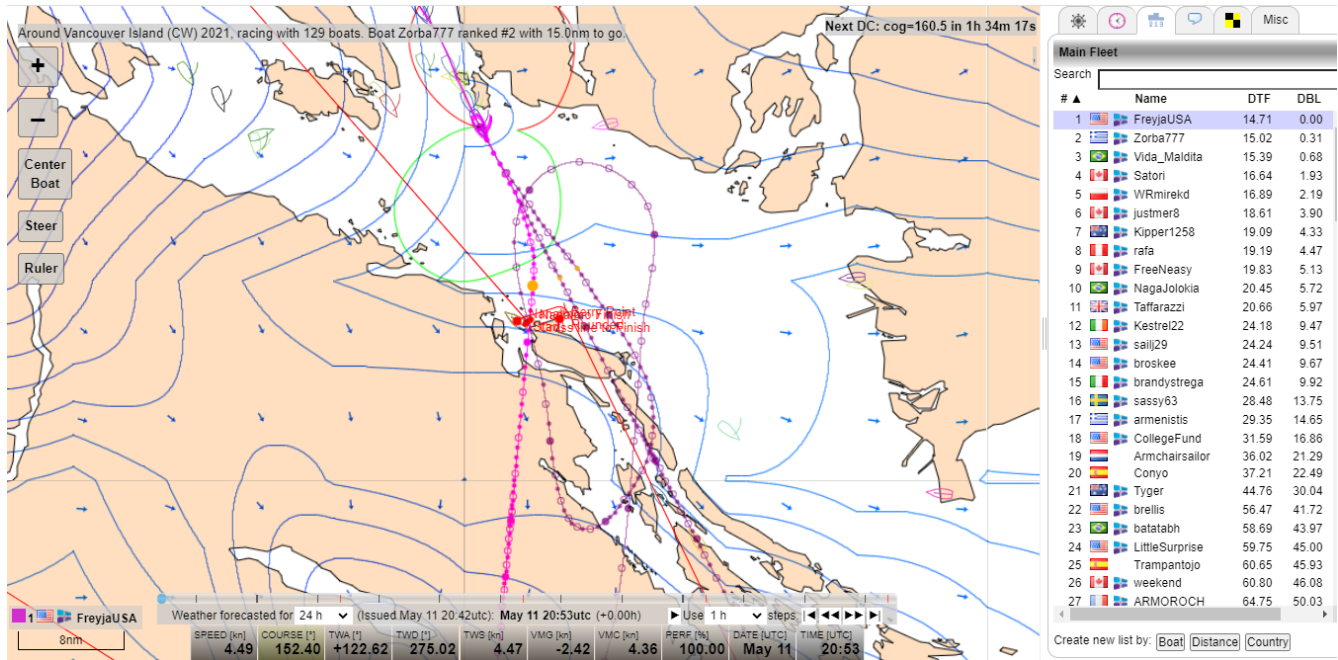 Around Vancouver Island (CW) 2021, racing with 129 boats. Boat Zorba777 ranked #2 with 15.0nm to go.
Next DC: cog=160.5 in 1h 34m 17s
+
−
Center
Boat
Steer
Ruler
Misc
Main Fleet
Search
# ▲ Name DTF DBL
1 FreyjaUSA 14.71 0.00
2 Zorba777 15.02 0.31
3 Vida_Maldita 15.39 0.68
4 Satori 16.64 1.93
5 WRmirekd 16.89 2.19
6 justmer8 18.61 3.90
7 Kipper1258 19.09 4.33
8 rafa 19.19 4.47
9 FreeNeasy 19.83 5.13
10 NagaJolokia 20.45 5.72
11 Taffarazzi 20.66 5.97
12 Kestrel22 24.18 9.47
13 sailj29 24.24 9.51
14 broskee 24.41 9.67
15 brandystrega 24.61 9.92
16 sassy63 28.48 13.75
17 armenistis 29.35 14.65
18 CollegeFund 31.59 16.86
19 Armchairsailor 36.02 21.29
20 Conyo 37.21 22.49
21 Tyger 44.76 30.04
22 brellis 56.47 41.72
23 batatabh 58.69 43.97
24 LittleSurprise 59.75 45.00
25 Trampantojo 60.65 45.93
26 weekend 60.80 46.08
27 ARMOROCH 64.75 50.03
Create new list by: Boat Distance Country
1 FreyjaUSA
8nm
Weather forecasted for 24 h (Issued May 11 20:42utc): May 11 20:53utc (+0.00h) Use 1 h steps
SPEED [kn] COURSE [°] TWA [°] TWD [°] TWS [kn] VMG [kn] VMC [kn] PERF [%] DATE [UTC] TIME [UTC]
4.49 152.40 +122.62 275.02 4.47 -2.42 4.36 100.00 May 11 20:53